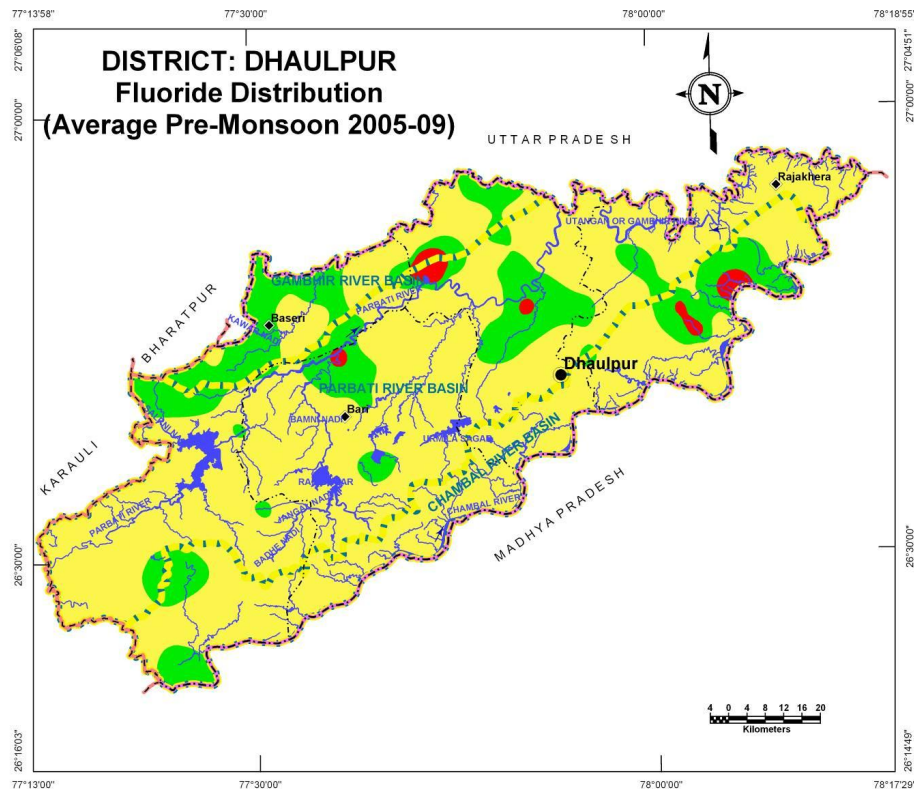 77°13'58"
77°30'00"
78°00'00"
78°18'55"
27°06'08"
27°04'51"
DISTRICT: DHAULPUR
Fluoride Distribution
(Average Pre-Monsoon 2005-09)
N
27°00'00"
27°00'00"
UTTAR PRADESH
Rajakhera
UTANGAN OR GAMBHIR RIVER
GAMBHIR RIVER BASIN
PARBATI RIVER
BHARATPUR
Baseri
Dhaulpur
PARBATI RIVER BASIN
Bari
BAMNI NADI
URMILA SAGAR
CHAMBAL RIVER BASIN
KARAULI
CHAMBAL RIVER
MADHYA PRADESH
PARBATI RIVER
26°30'00"
26°30'00"
4 0 4 8 12 16 20
Kilometers
26°16'03"
26°14'49"
77°13'00"
77°30'00"
78°00'00"
78°17'29"